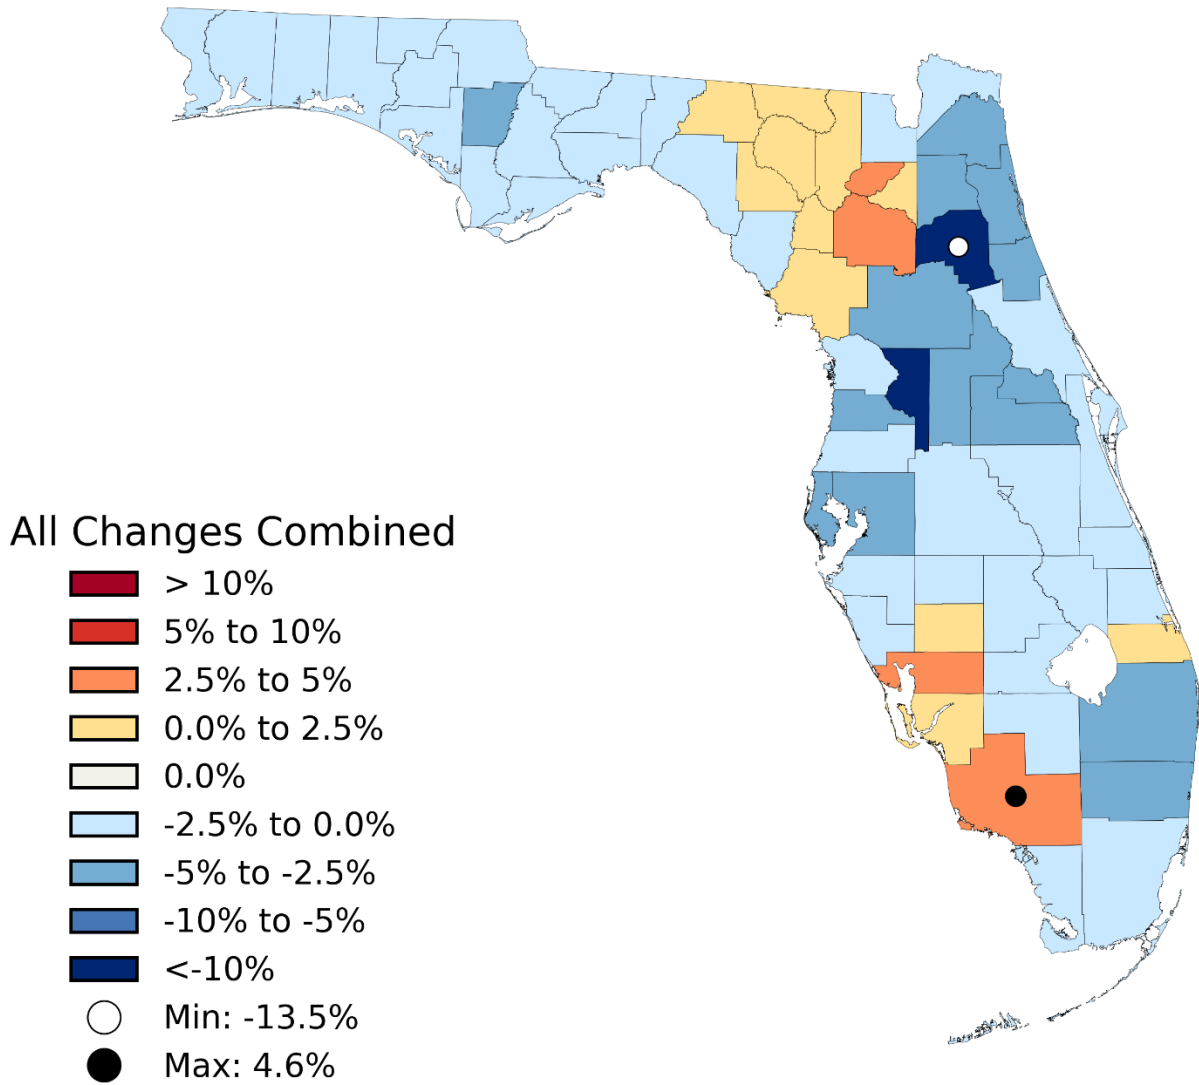 All Changes Combined
> 10%
5% to 10%
2.5% to 5%
0.0% to 2.5%
0.0%
-2.5% to 0.0%
-5% to -2.5%
-10% to -5%
<-10%
Min: -13.5%
Max: 4.6%